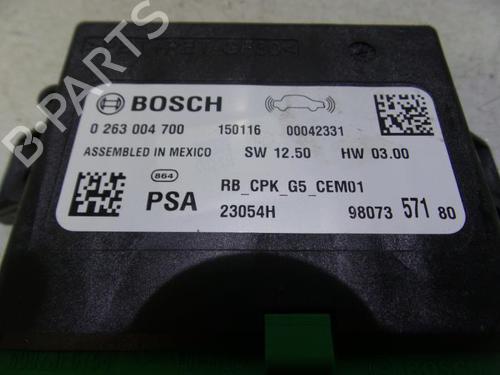 BOSCH
0 263 004 700 150116 00042331
ASSEMBLED IN MEXICO SW 12.50 HW 03.00
864
PSA RB_CPK_G5_CEM01
23054H 98073 571 80